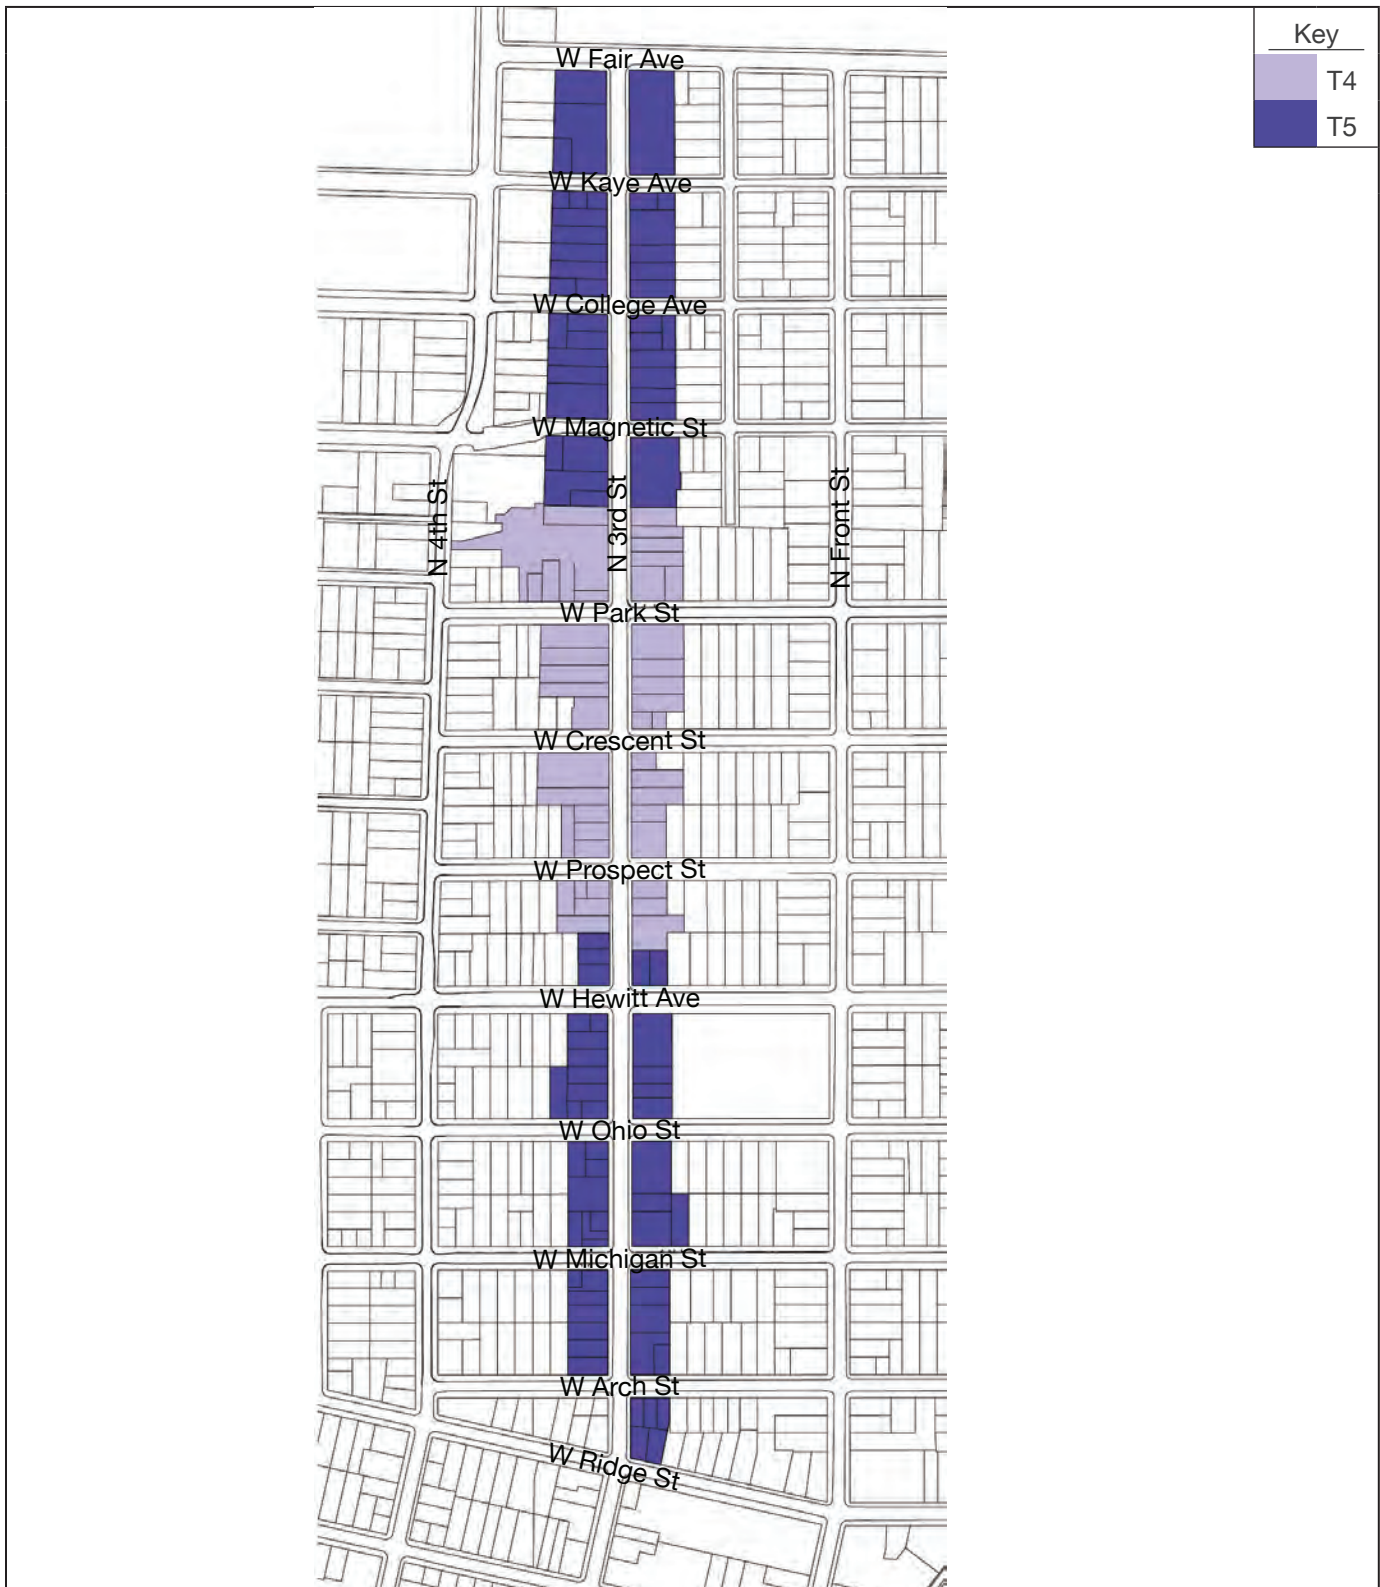 Key
T4
T5
W Fair Ave
W Kaye Ave
W College Ave
W Magnetic St
N 4th St
N 3rd St
N Front St
W Park St
W Crescent St
W Prospect St
W Hewitt Ave
W Ohio St
W Michigan St
W Arch St
W Ridge St